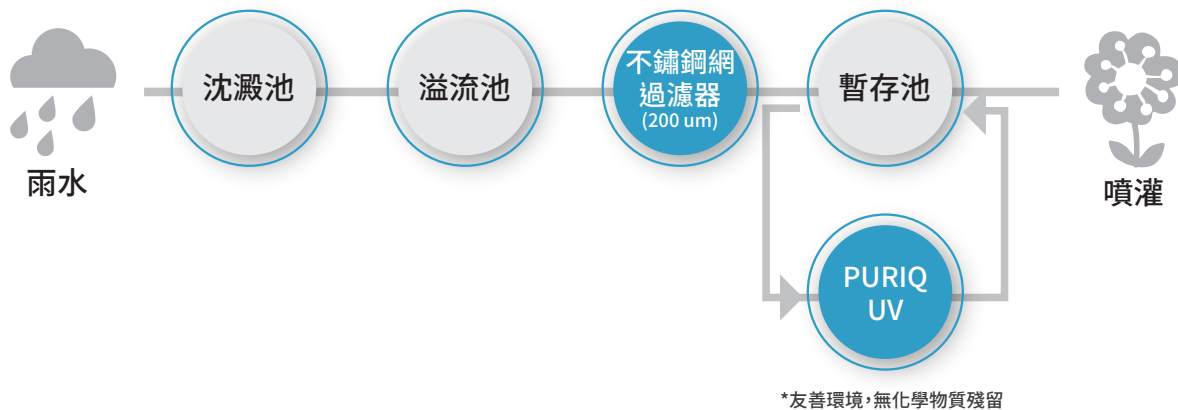 雨水
沈澱池
溢流池
不鏽鋼網
過濾器
(200 um)
暫存池
噴灌
PURIQ
UV
*友善環境,無化學物質殘留